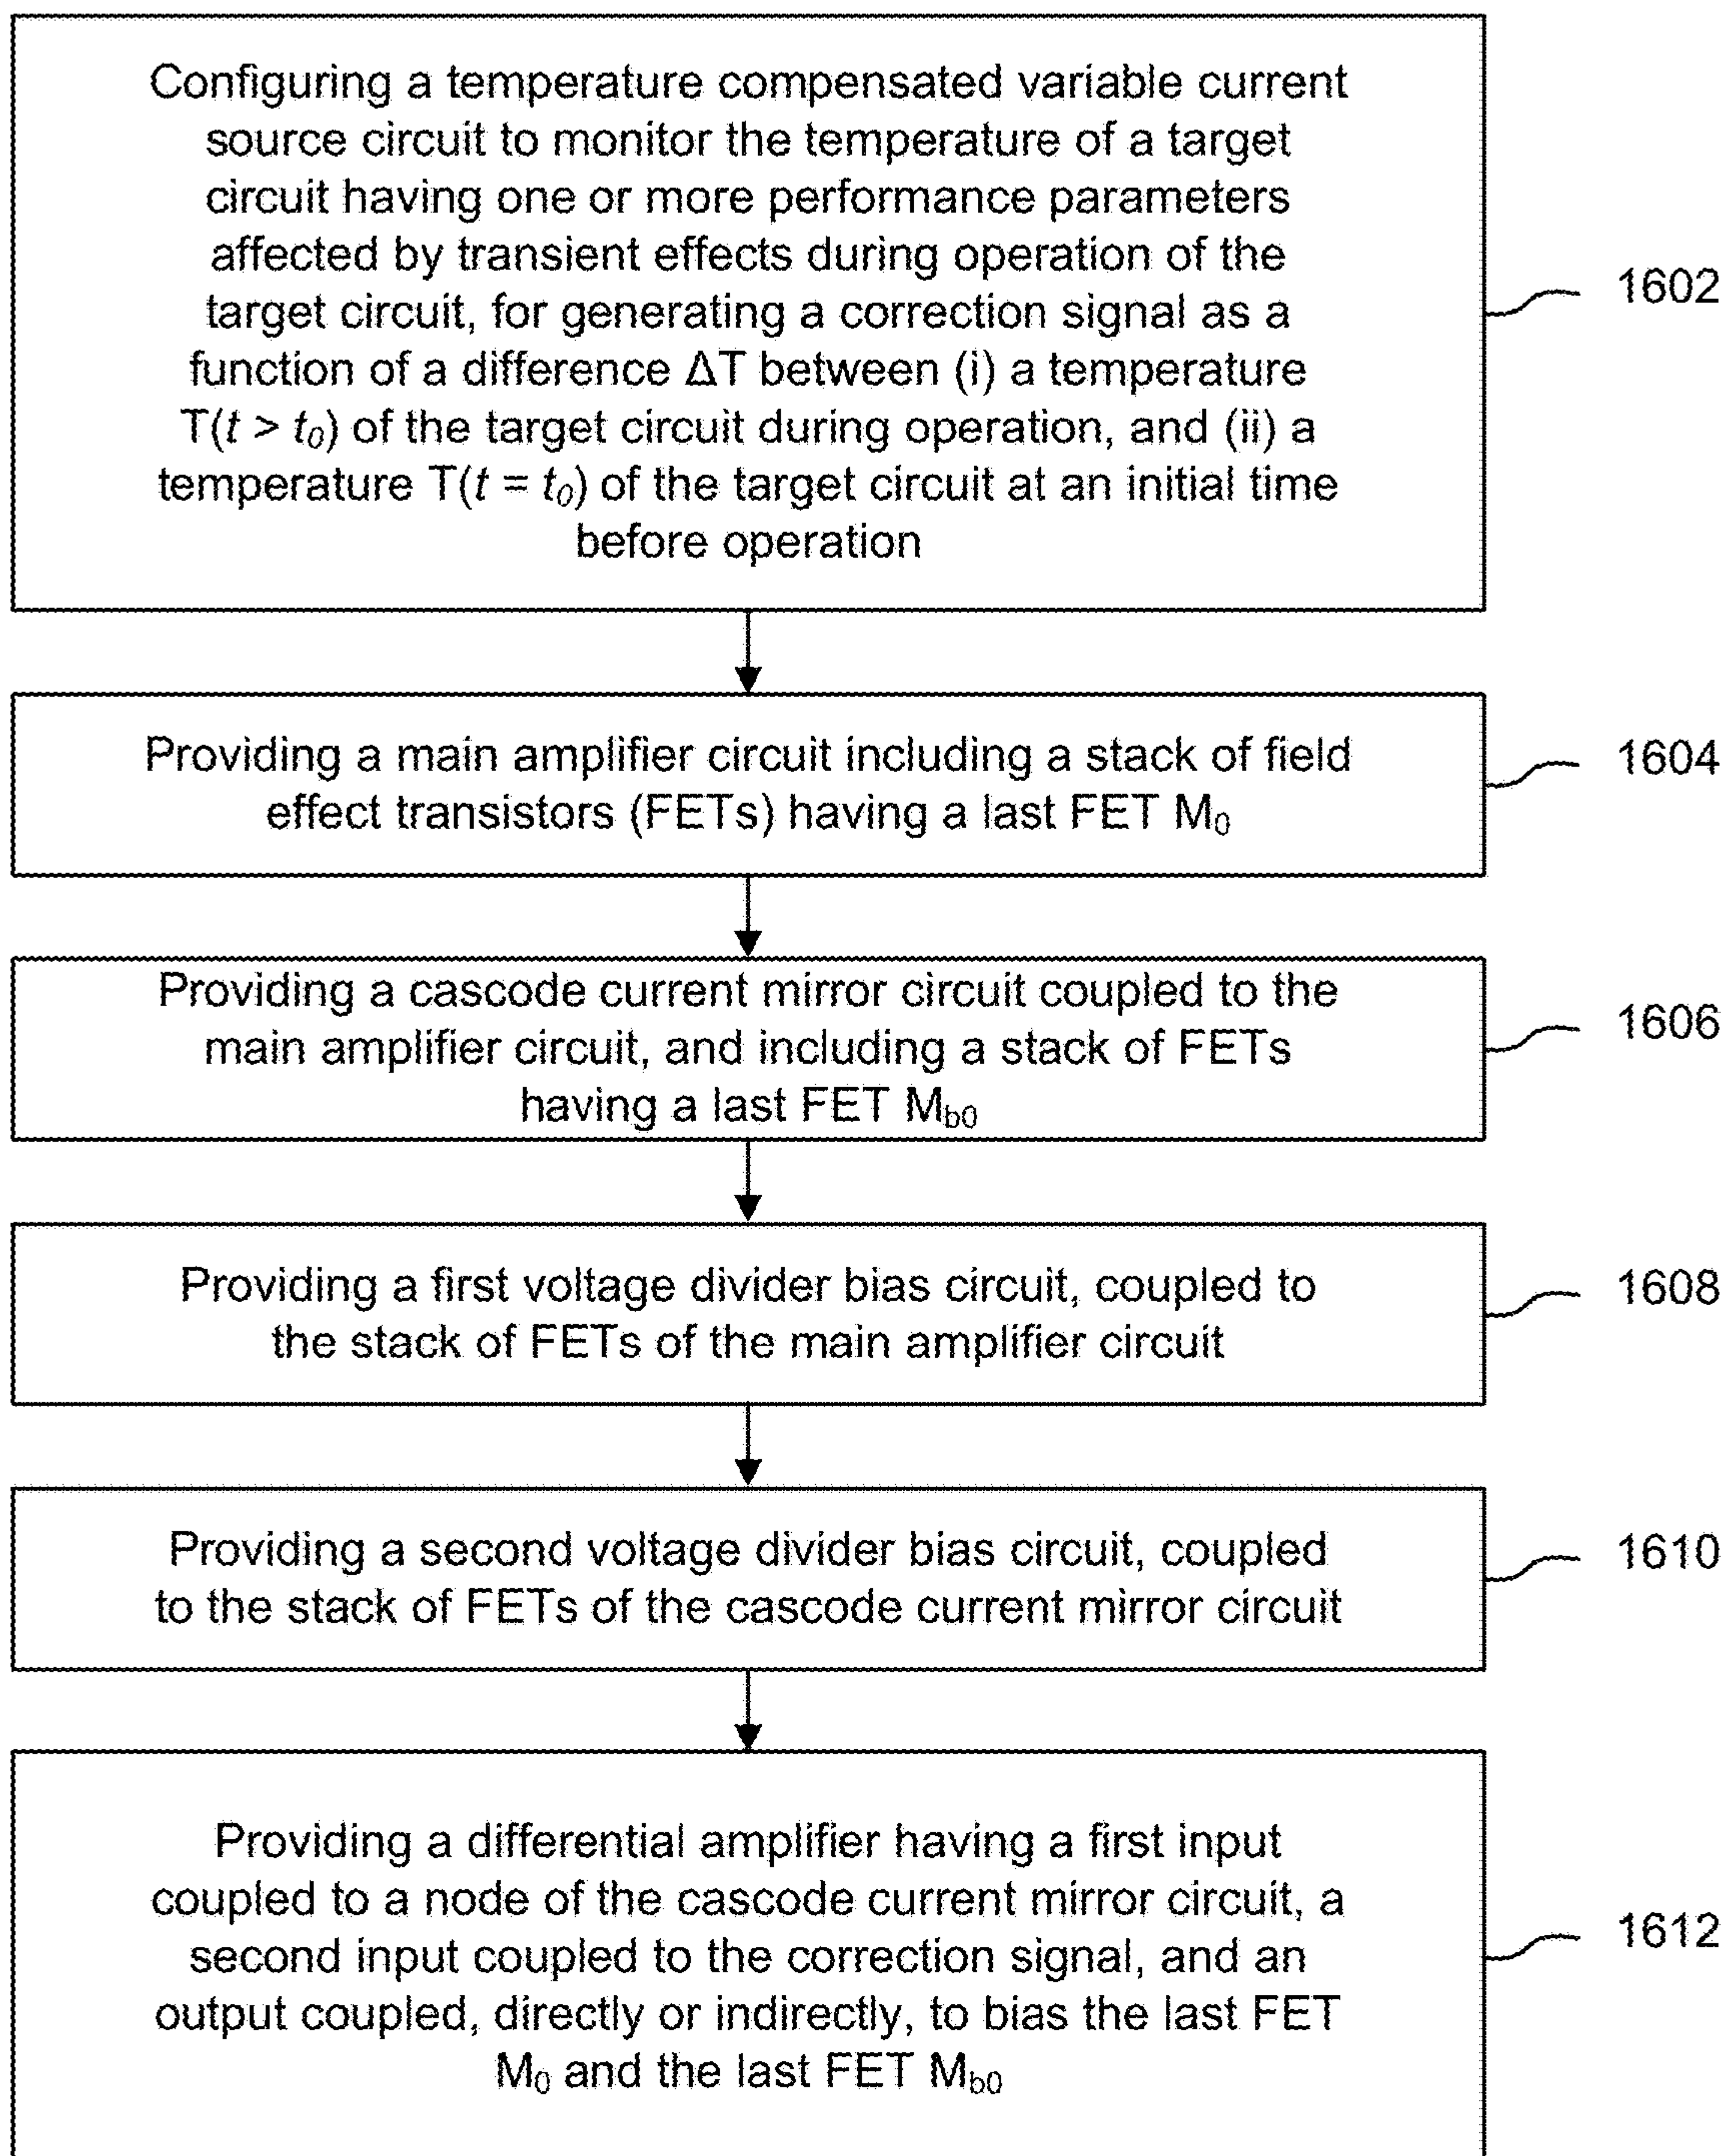 Configuring a temperature compensated variable current
source circuit to monitor the temperature of a target
circuit having one or more performance parameters
affected by transient effects during operation of the
target circuit, for generating a correction signal as a
function of a difference ΔT between (i) a temperature
T(t > t₀) of the target circuit during operation, and (ii) a
temperature T(t = t₀) of the target circuit at an initial time
before operation
1602
Providing a main amplifier circuit including a stack of field
effect transistors (FETs) having a last FET M₀
1604
Providing a cascode current mirror circuit coupled to the
main amplifier circuit, and including a stack of FETs
having a last FET M_b0
1606
Providing a first voltage divider bias circuit, coupled to
the stack of FETs of the main amplifier circuit
1608
Providing a second voltage divider bias circuit, coupled
to the stack of FETs of the cascode current mirror circuit
1610
Providing a differential amplifier having a first input
coupled to a node of the cascode current mirror circuit, a
second input coupled to the correction signal, and an
output coupled, directly or indirectly, to bias the last FET
M₀ and the last FET M_b0
1612